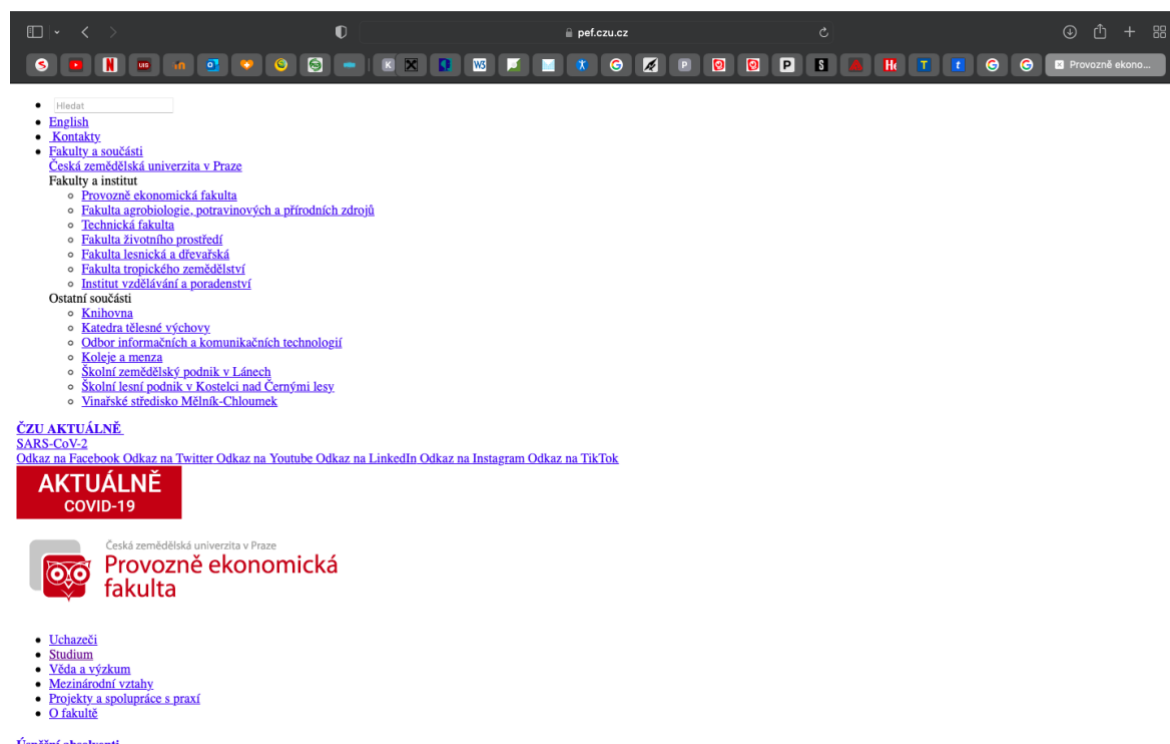 pef.czu.cz
Provozně ekono...
Hledat
English
Kontakty
Fakulty a součásti
Česká zemědělská univerzita v Praze
Fakulty a institut
Provozně ekonomická fakulta
Fakulta agrobiologie, potravinových a přírodních zdrojů
Technická fakulta
Fakulta životního prostředí
Fakulta lesnická a dřevařská
Fakulta tropického zemědělství
Institut vzdělávání a poradenství
Ostatní součásti
Knihovna
Katedra tělesné výchovy
Odbor informačních a komunikačních technologií
Koleje a menza
Školní zemědělský podnik v Lánech
Školní lesní podnik v Kostelci nad Černými lesy
Vinařské středisko Mělník-Chloumek
ČZU AKTUÁLNĚ
SARS-CoV-2
Odkaz na Facebook Odkaz na Twitter Odkaz na Youtube Odkaz na LinkedIn Odkaz na Instagram Odkaz na TikTok
AKTUÁLNĚ
COVID-19
Česká zemědělská univerzita v Praze
Provozně ekonomická
fakulta
Uchazeči
Studium
Věda a výzkum
Mezinárodní vztahy
Projekty a spolupráce s praxí
O fakultě